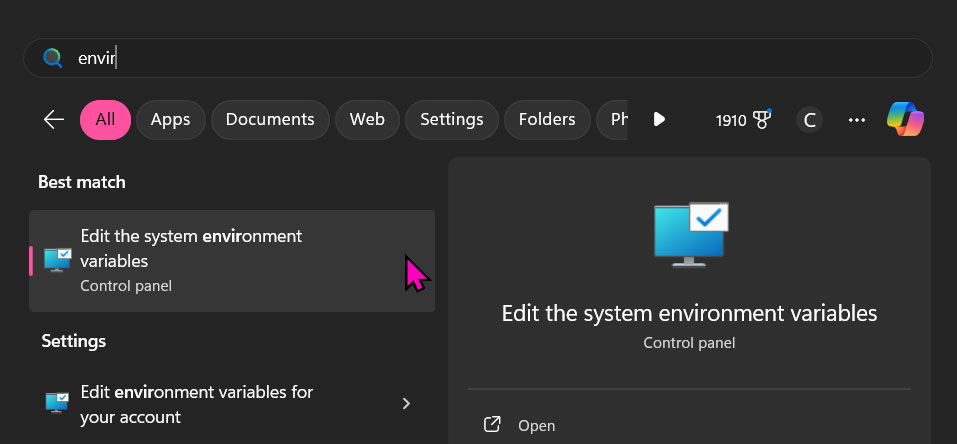 envir
All Apps Documents Web Settings Folders Ph 1910 C ...
Best match
Edit the system environment
variables
Control panel
Settings
Edit environment variables for
your account
Edit the system environment variables
Control panel
Open